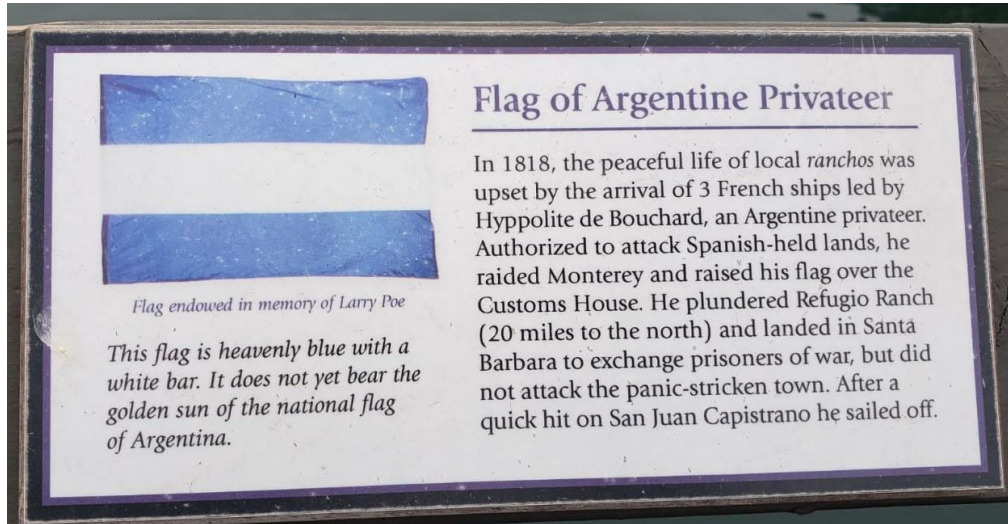 Flag endowed in memory of Larry Poe
This flag is heavenly blue with a
white bar. It does not yet bear the
golden sun of the national flag
of Argentina.
Flag of Argentine Privateer
In 1818, the peaceful life of local ranchos was
upset by the arrival of 3 French ships led by
Hyppolite de Bouchard, an Argentine privateer.
Authorized to attack Spanish-held lands, he
raided Monterey and raised his flag over the
Customs House. He plundered Refugio Ranch
(20 miles to the north) and landed in Santa
Barbara to exchange prisoners of war, but did
not attack the panic-stricken town. After a
quick hit on San Juan Capistrano he sailed off.